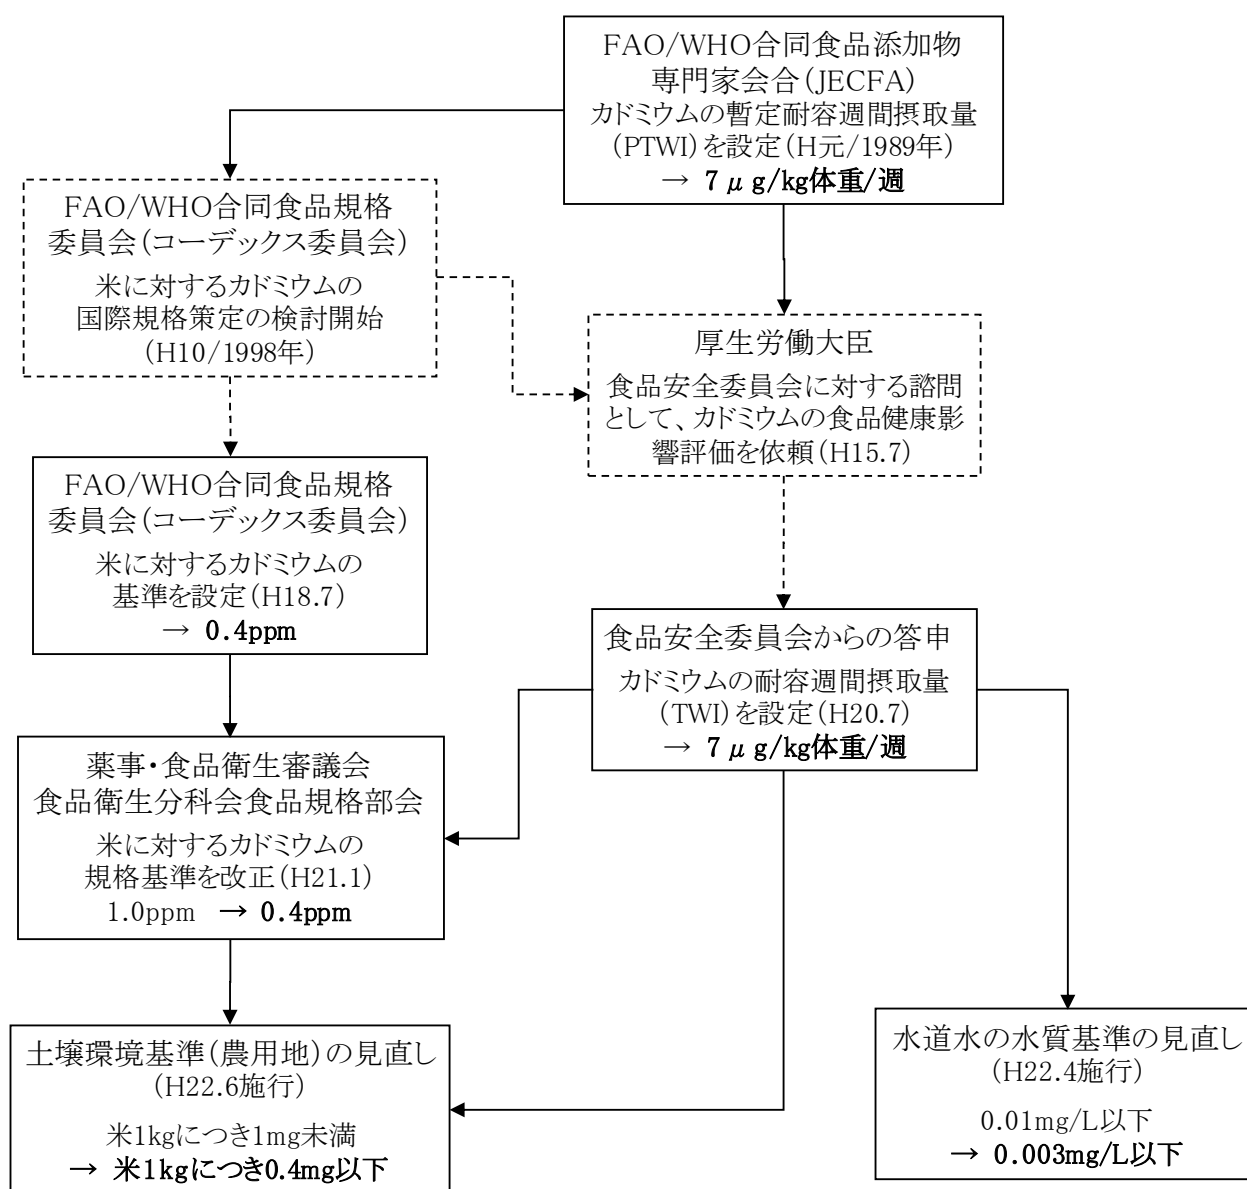 FAO/WHO合同食品添加物
専門家会合(JECFA)
カドミウムの暫定耐容週間摂取量
(PTWI)を設定(H元/1989年)
→ 7μg/kg体重/週
FAO/WHO合同食品規格
委員会(コーデックス委員会)
米に対するカドミウムの
国際規格策定の検討開始
(H10/1998年)
厚生労働大臣
食品安全委員会に対する諮問
として、カドミウムの食品健康影
響評価を依頼(H15.7)
FAO/WHO合同食品規格
委員会(コーデックス委員会)
米に対するカドミウムの
基準を設定(H18.7)
→ 0.4ppm
食品安全委員会からの答申
カドミウムの耐容週間摂取量
(TWI)を設定(H20.7)
→ 7μg/kg体重/週
薬事・食品衛生審議会
食品衛生分科会食品規格部会
米に対するカドミウムの
規格基準を改正(H21.1)
1.0ppm → 0.4ppm
土壌環境基準(農用地)の見直し
(H22.6施行)
米1kgにつき1mg未満
→ 米1kgにつき0.4mg以下
水道水の水質基準の見直し
(H22.4施行)
0.01mg/L以下
→ 0.003mg/L以下